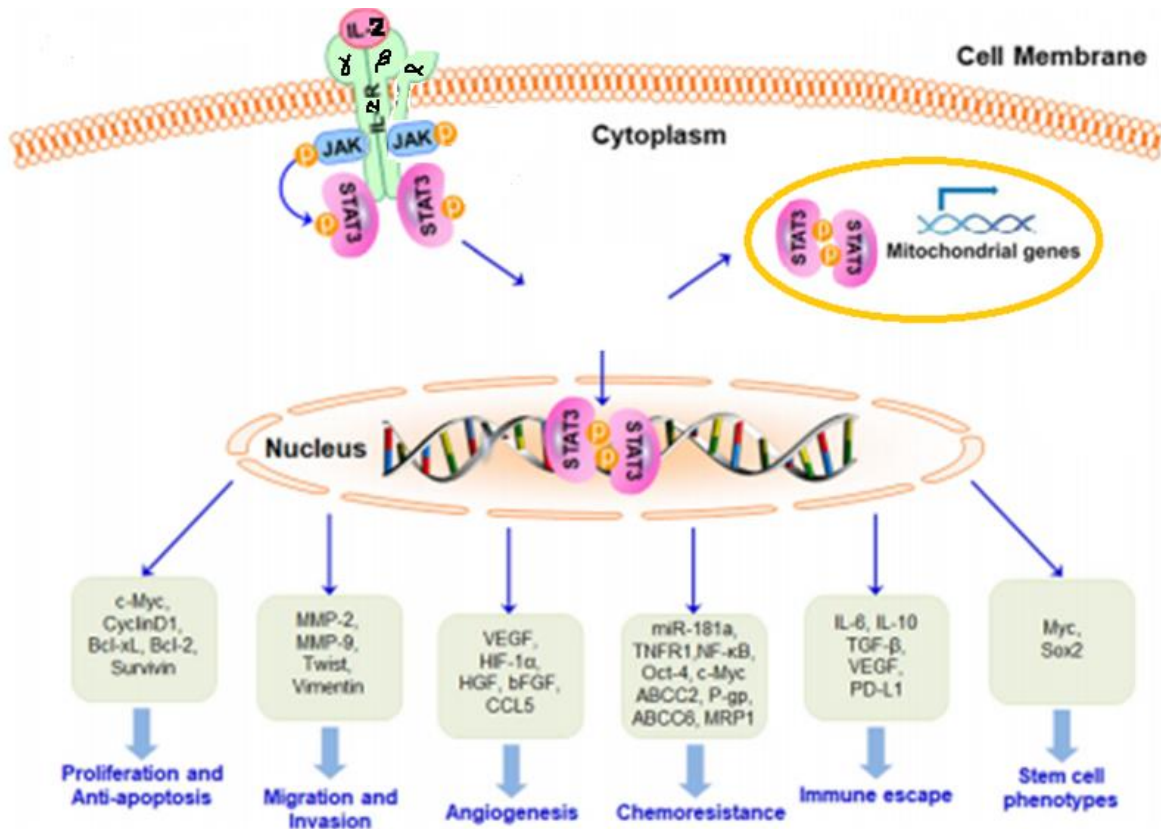 IL-2
γ β α
IL-2R
Cell Membrane
Cytoplasm
P JAK JAK P
P STAT3 STAT3 P
STAT3 P P STAT3
Mitochondrial genes
Nucleus
STAT3 P P STAT3
c-Myc,
CyclinD1,
Bcl-xL, Bcl-2,
Survivin
MMP-2,
MMP-9,
Twist,
Vimentin
VEGF,
HIF-1α,
HGF, bFGF,
CCL5
miR-181a,
TNFR1,NF-κB,
Oct-4, c-Myc
ABCC2, P-gp,
ABCC6, MRP1
IL-6, IL-10
TGF-β,
VEGF,
PD-L1
Myc,
Sox2
Proliferation and
Anti-apoptosis
Migration and
Invasion
Angiogenesis
Chemoresistance
Immune escape
Stem cell
phenotypes